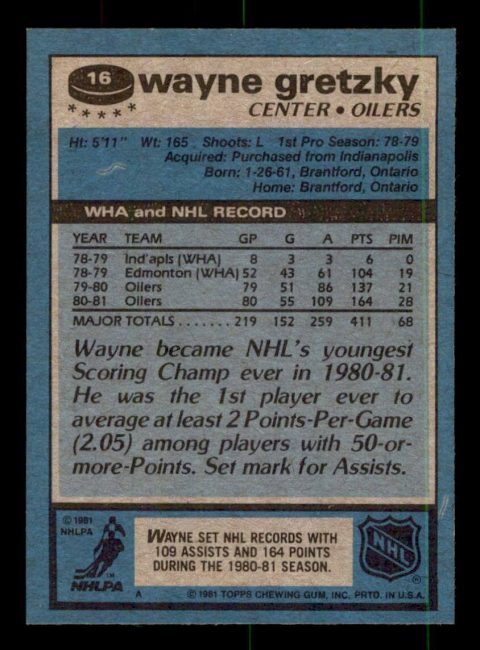 16 wayne gretzky
★★★★★ CENTER • OILERS
Ht: 5'11" Wt: 165 Shoots: L 1st Pro Season: 78-79
Acquired: Purchased from Indianapolis
Born: 1-26-61, Brantford, Ontario
Home: Brantford, Ontario
WHA and NHL RECORD
YEAR TEAM GP G A PTS PIM
78-79 Ind'apls (WHA) 8 3 3 6 0
78-79 Edmonton (WHA) 52 43 61 104 19
79-80 Oilers 79 51 86 137 21
80-81 Oilers 80 55 109 164 28
MAJOR TOTALS ....... 219 152 259 411 68
Wayne became NHL's youngest
Scoring Champ ever in 1980-81.
He was the 1st player ever to
average at least 2 Points-Per-Game
(2.05) among players with 50-or-
more-Points. Set mark for Assists.
© 1981
NHLPA
NHLPA
TM
A
WAYNE SET NHL RECORDS WITH
109 ASSISTS AND 164 POINTS
DURING THE 1980-81 SEASON.
NHL
© 1981 TOPPS CHEWING GUM, INC. PRTD. IN U.S.A.